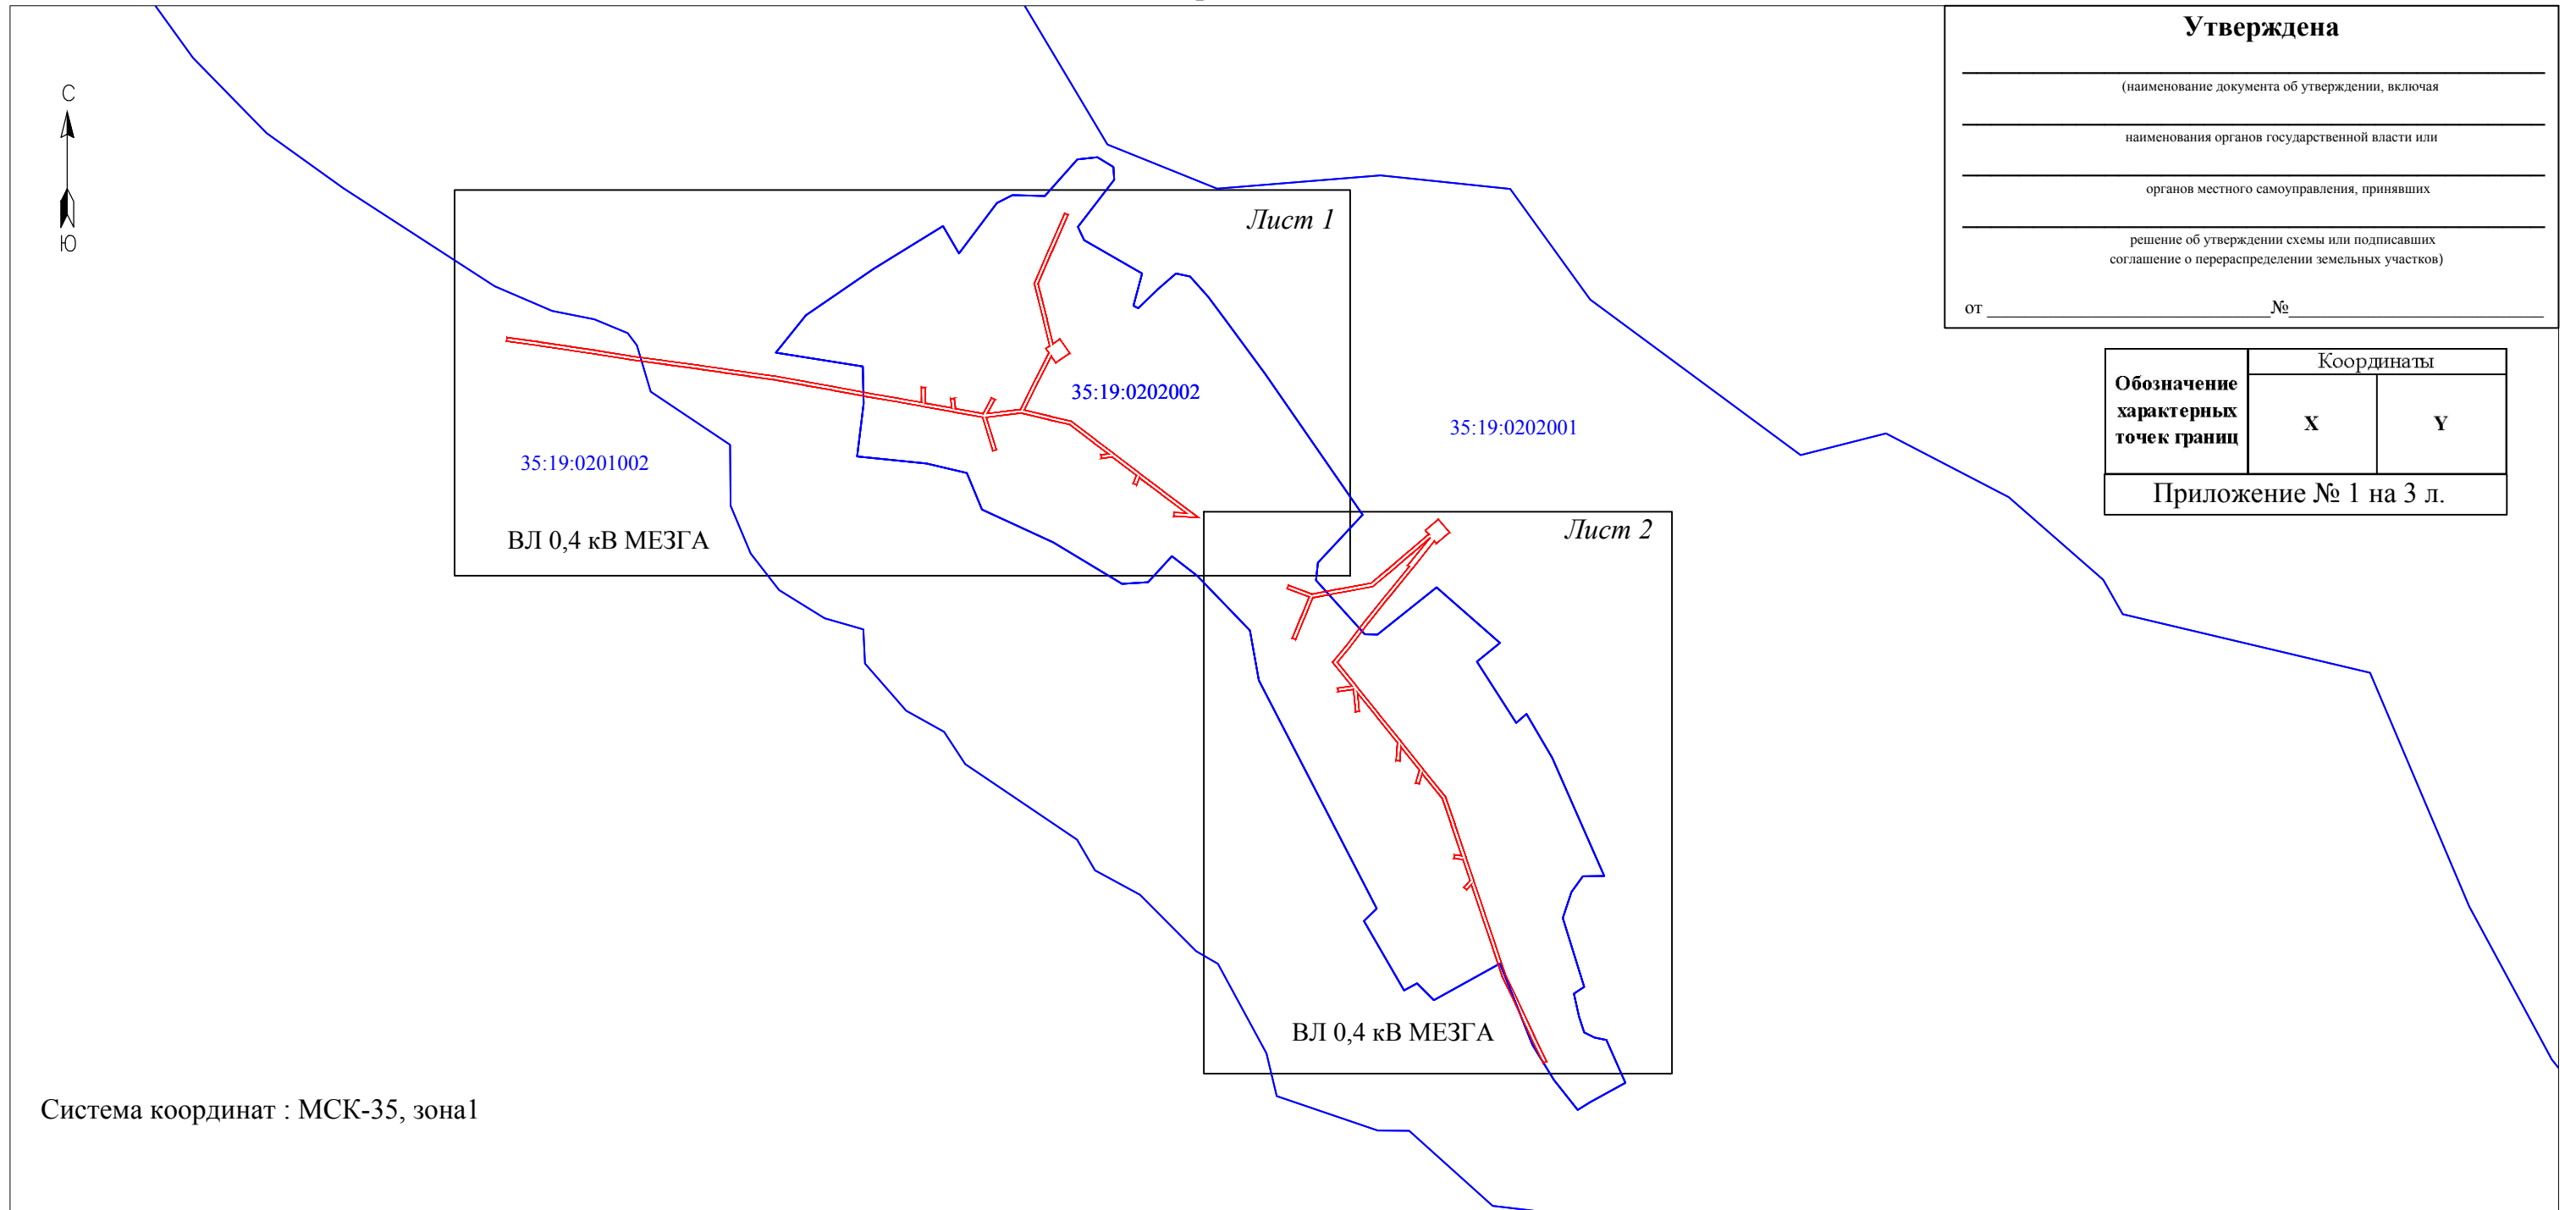 Утверждена
(наименование документа об утверждении, включая
наименования органов государственной власти или
органов местного самоуправления, принявших
решение об утверждении схемы или подписавших
соглашение о перераспределении земельных участков)
от №
С
Ю
Лист 1
35:19:0202002
35:19:0202001
35:19:0201002
ВЛ 0,4 кВ МЕЗГА
Обозначение характерных точек границ
Координаты
X Y
Приложение № 1 на 3 л.
Лист 2
ВЛ 0,4 кВ МЕЗГА
Система координат : МСК-35, зона1